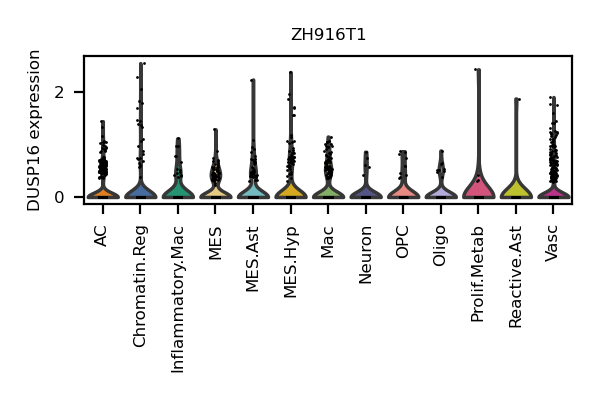 ZH916T1
DUSP16 expression
2
0
AC
Chromatin.Reg
Inflammatory.Mac
MES
MES.Ast
MES.Hyp
Mac
Neuron
OPC
Oligo
Prolif.Metab
Reactive.Ast
Vasc